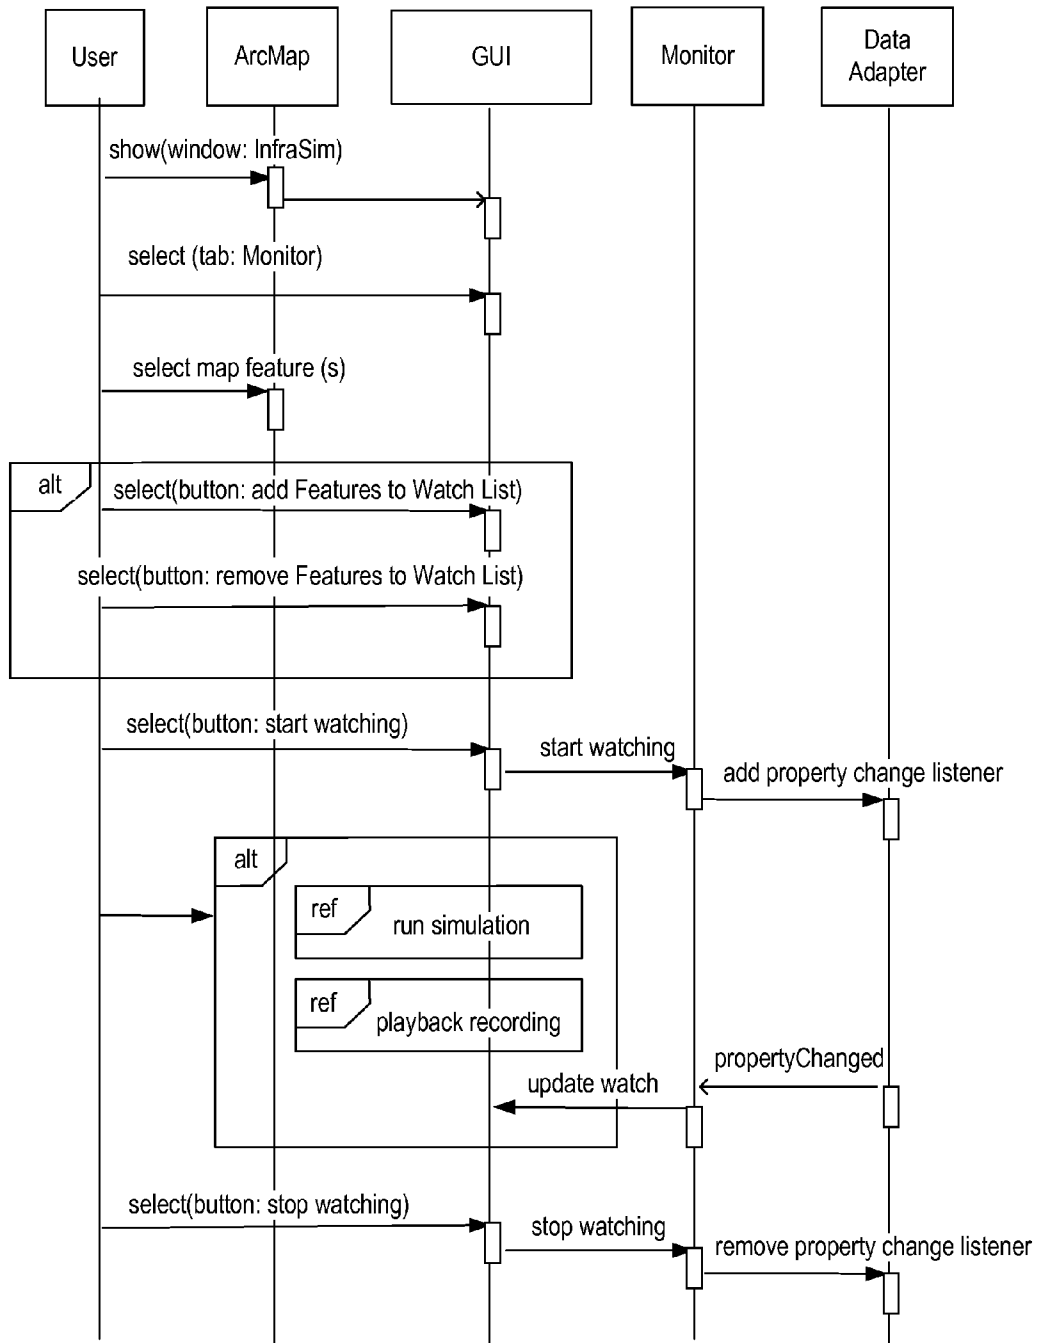 User
ArcMap
GUI
Monitor
Data
Adapter
show(window: InfraSim)
select (tab: Monitor)
select map feature (s)
alt
select(button: add Features to Watch List)
select(button: remove Features to Watch List)
select(button: start watching)
start watching
add property change listener
alt
ref
run simulation
ref
playback recording
propertyChanged
update watch
select(button: stop watching)
stop watching
remove property change listener